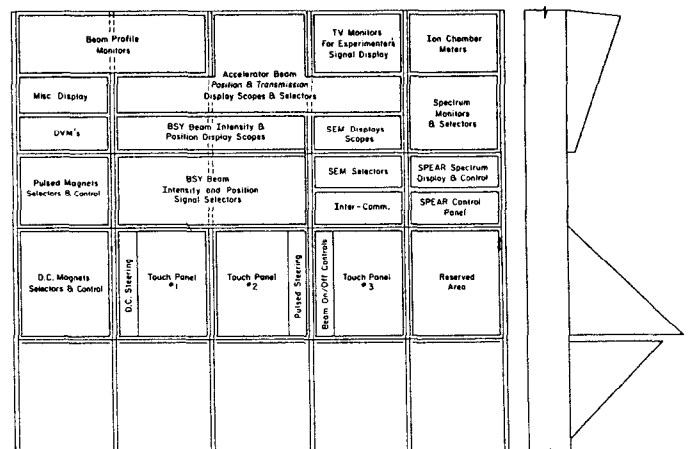 Beam Profile
Monitors
TV Monitors
For Experimenters
Signal Display
Ion Chamber
Meters
Accelerator Beam
Position & Transmission
Display Scopes & Selectors
Misc. Display
Spectrum
Monitors
& Selectors
DVM's
BSY Beam Intensity &
Position Display Scopes
SEM Displays
Scopes
Pulsed Magnets
Selectors & Control
BSY Beam
Intensity and Position
Signal Selectors
SEM Selectors
SPEAR Spectrum
Display & Control
Inter-Comm.
SPEAR Control
Panel
D.C. Magnets
Selectors & Control
D.C. Steering
Touch Panel
#1
Touch Panel
#2
Pulsed Steering
Beam On/Off Controls
Touch Panel
#3
Reserved
Area